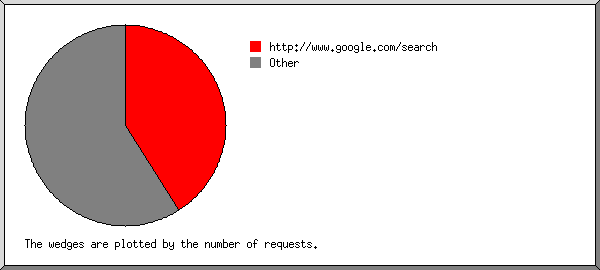 http://www.google.com/search
Other
The wedges are plotted by the number of requests.